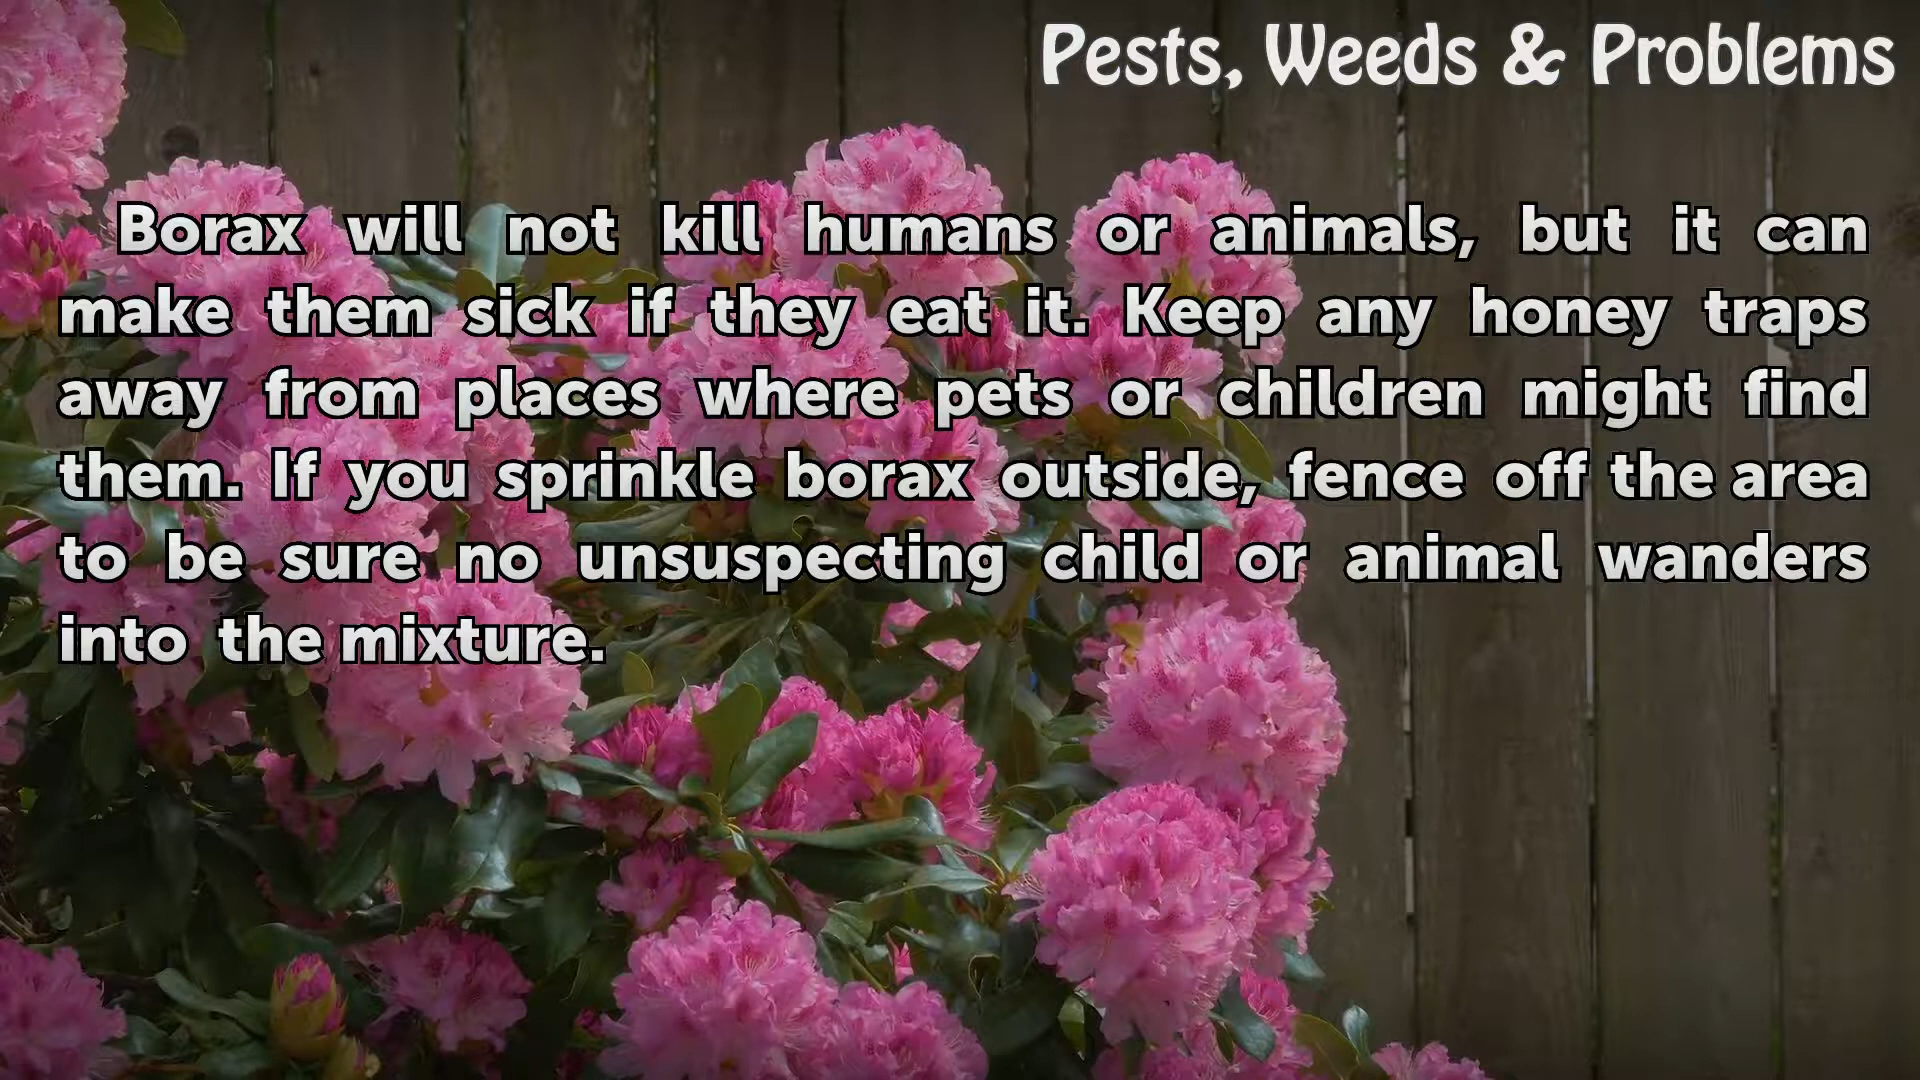 Pests, Weeds & Problems
Borax will not kill humans or animals, but it can
make them sick if they eat it. Keep any honey traps
away from places where pets or children might find
them. If you sprinkle borax outside, fence off the area
to be sure no unsuspecting child or animal wanders
into the mixture.